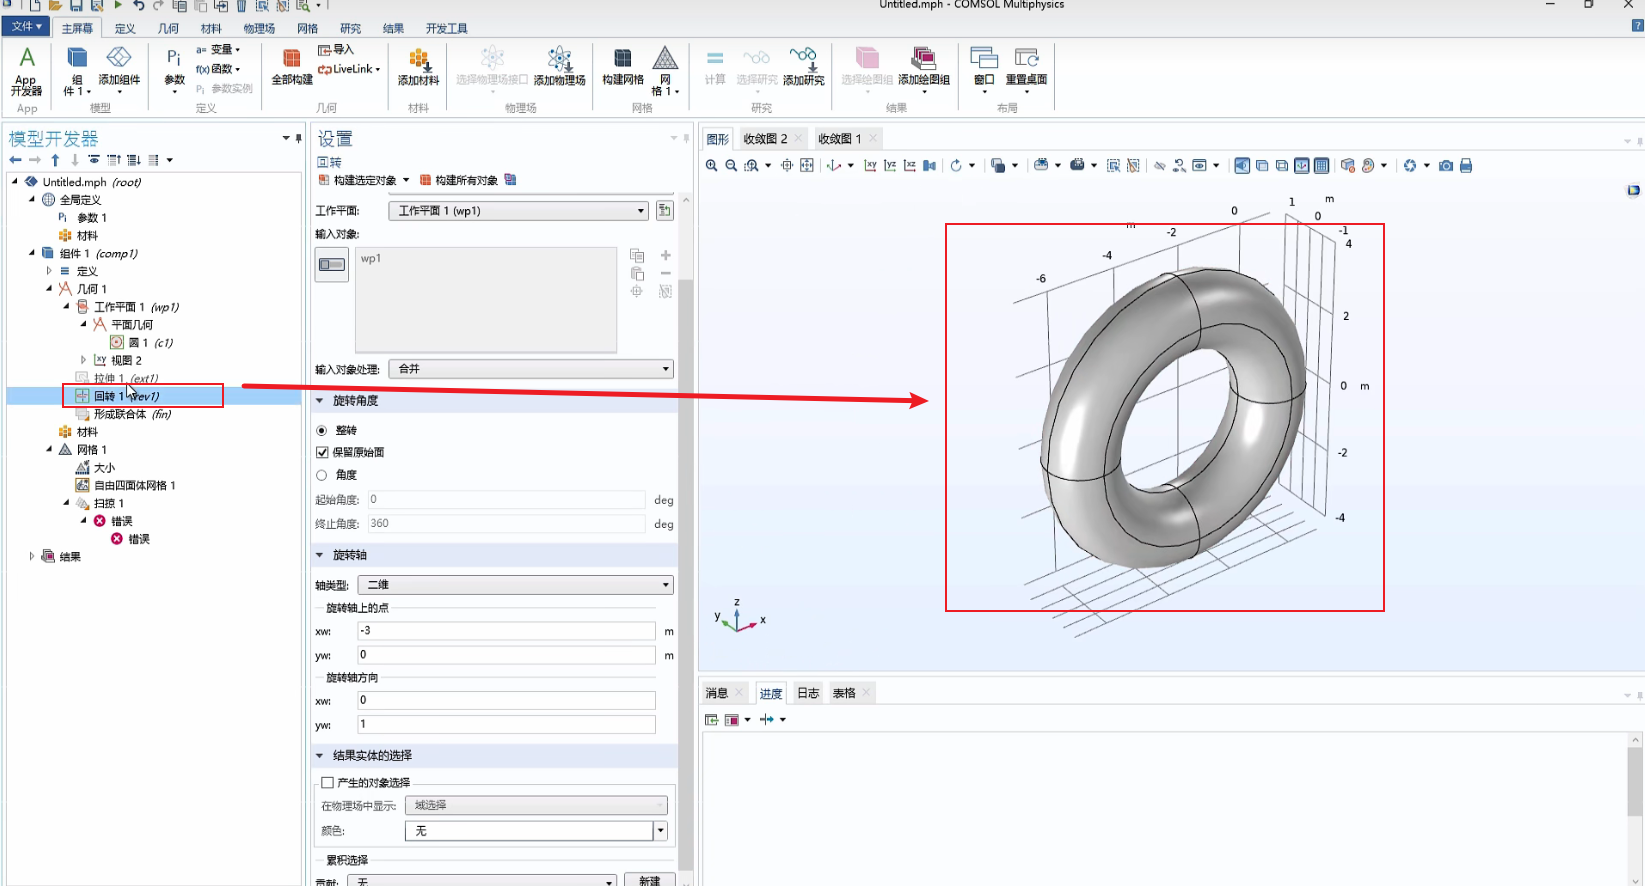 Untitled.mph - COMSOL Multiphysics
文件 主屏幕 定义 几何 材料 物理场 网格 研究 结果 开发工具
App 开发器
App
组件 1
添加组件
模型
Pi 参数
a= 变量
f(x) 函数
Pi 参数实例
定义
全部构建
导入
LiveLink
几何
添加材料
材料
选择物理场接口
添加物理场
物理场
构建网格
网格 1
网格
计算
选择研究
添加研究
研究
选择绘图组
添加绘图组
结果
窗口
重置桌面
布局
模型开发器
Untitled.mph (root)
全局定义
Pi 参数 1
材料
组件 1 (comp1)
定义
几何 1
工作平面 1 (wp1)
平面几何
圆 1 (c1)
xy 视图 2
拉伸 1 (ext1)
回转 1 (rev1)
形成联合体 (fin)
材料
网格 1
大小
自由四面体网格 1
扫掠 1
错误
错误
结果
设置
回转
构建选定对象 构建所有对象
工作平面: 工作平面 1 (wp1)
输入对象:
wp1
输入对象处理: 合并
旋转角度
整转
保留原始面
角度
起始角度: 0 deg
终止角度: 360 deg
旋转轴
轴类型: 二维
旋转轴上的点
xw: -3 m
yw: 0 m
旋转轴方向
xw: 0
yw: 1
结果实体的选择
产生的对象选择
在物理场中显示: 域选择
颜色: 无
累积选择
贡献: 无 新建
图形 收敛图 2 收敛图 1
xy yz xz
1 m
0 0
m -2 -1
4
-4
-6
2
0 m
-2
-4
z
y x
消息 进度 日志 表格